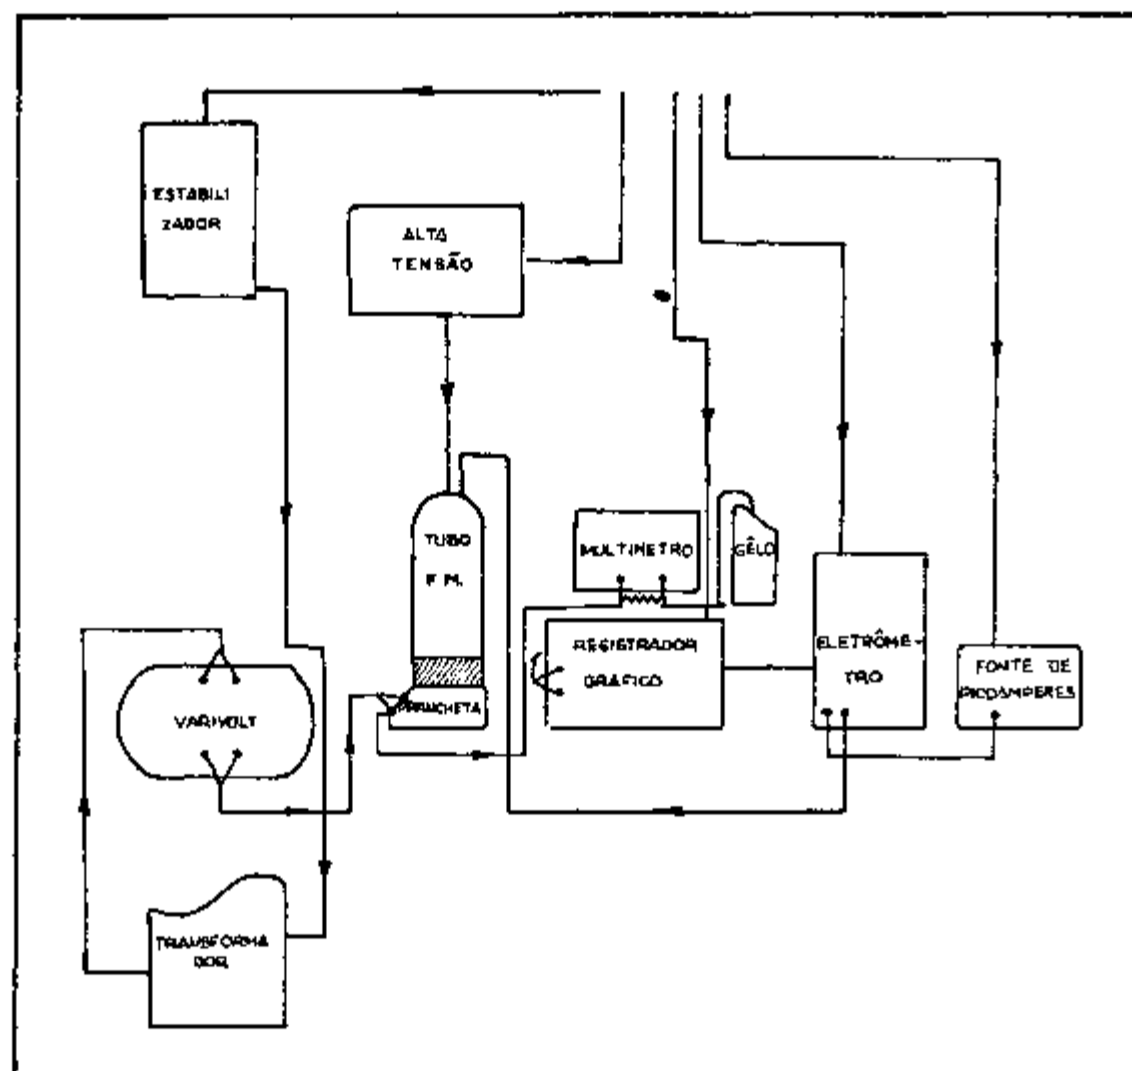 ESTABILI
ZADOR
ALTA
TENSÃO
TUBO
F M.
MULTIMETRO
GÊLO
REGISTRADOR
GRÁFICO
ELETRÔME-
TRO
FONTE DE
PICOAMPERES
VARIVOLT
PRANCHETA
TRANSFORMA
DOR